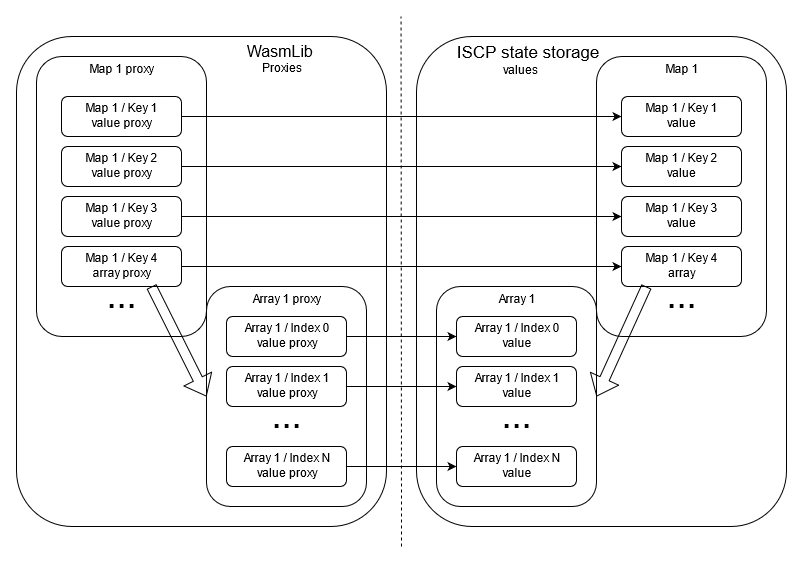 WasmLib
Proxies
Map 1 proxy
Map 1 / Key 1
value proxy
Map 1 / Key 2
value proxy
Map 1 / Key 3
value proxy
Map 1 / Key 4
array proxy
...
Array 1 proxy
Array 1 / Index 0
value proxy
Array 1 / Index 1
value proxy
...
Array 1 / Index N
value proxy
ISCP state storage
values
Map 1
Map 1 / Key 1
value
Map 1 / Key 2
value
Map 1 / Key 3
value
Map 1 / Key 4
array
...
Array 1
Array 1 / Index 0
value
Array 1 / Index 1
value
...
Array 1 / Index N
value